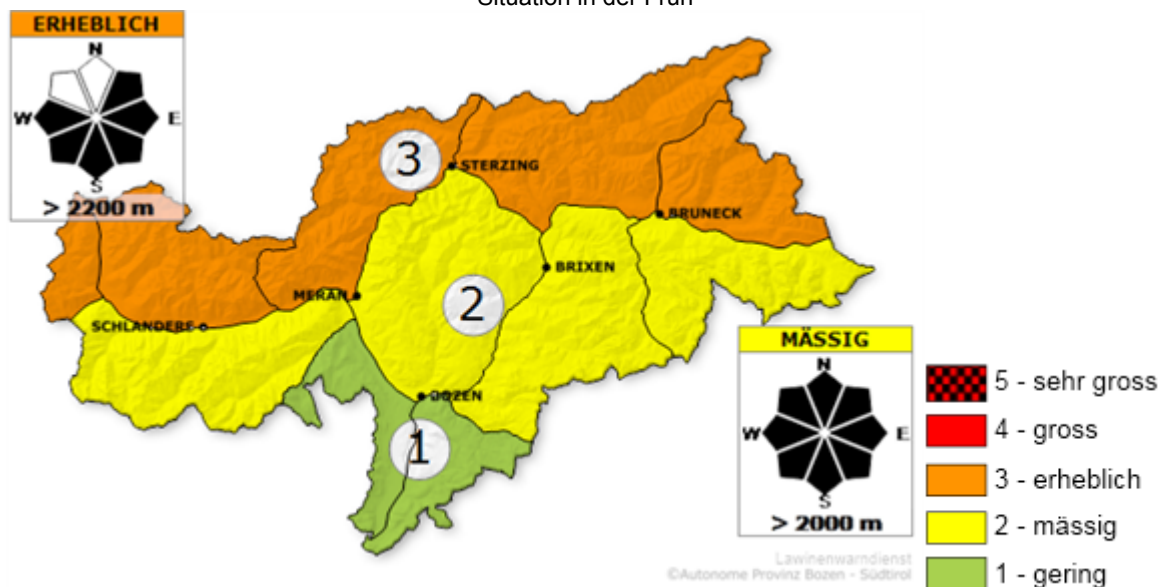 Situation in der Früh
ERHEBLICH
N
W E
S
> 2200 m
3
STERZING
BRUNECK
BRIXEN
MERAN
2
SCHLANDERS
BOZEN
1
MÄSSIG
N
W E
S
> 2000 m
5 - sehr gross
4 - gross
3 - erheblich
2 - mässig
1 - gering
Lawinenwarndienst
©Autonome Provinz Bozen - Südtirol